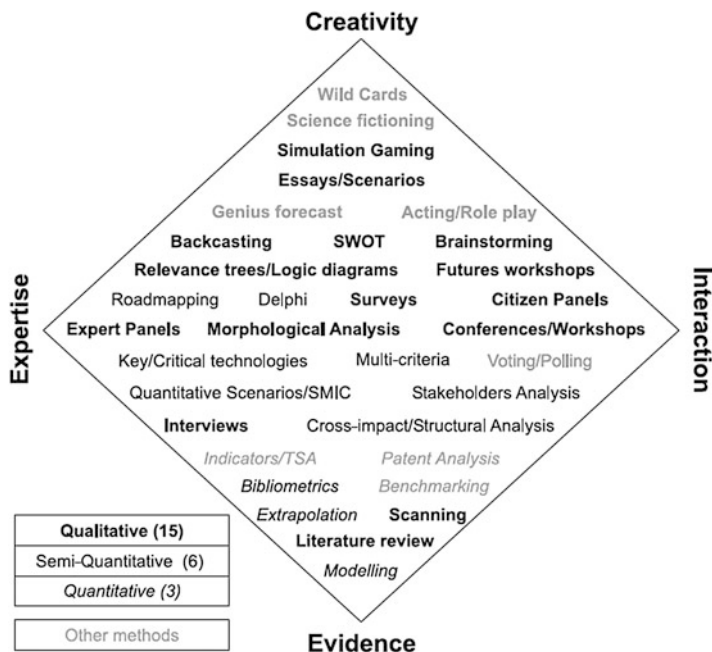 Creativity
Wild Cards
Science fictioning
Simulation Gaming
Essays/Scenarios
Genius forecast Acting/Role play
Backcasting SWOT Brainstorming
Relevance trees/Logic diagrams Futures workshops
Roadmapping Delphi Surveys Citizen Panels
Expert Panels Morphological Analysis Conferences/Workshops
Key/Critical technologies Multi-criteria Voting/Polling
Quantitative Scenarios/SMIC Stakeholders Analysis
Interviews Cross-impact/Structural Analysis
Indicators/TSA Patent Analysis
Bibliometrics Benchmarking
Extrapolation Scanning
Literature review
Modelling
Expertise
Interaction
Evidence
Qualitative (15)
Semi-Quantitative (6)
Quantitative (3)
Other methods